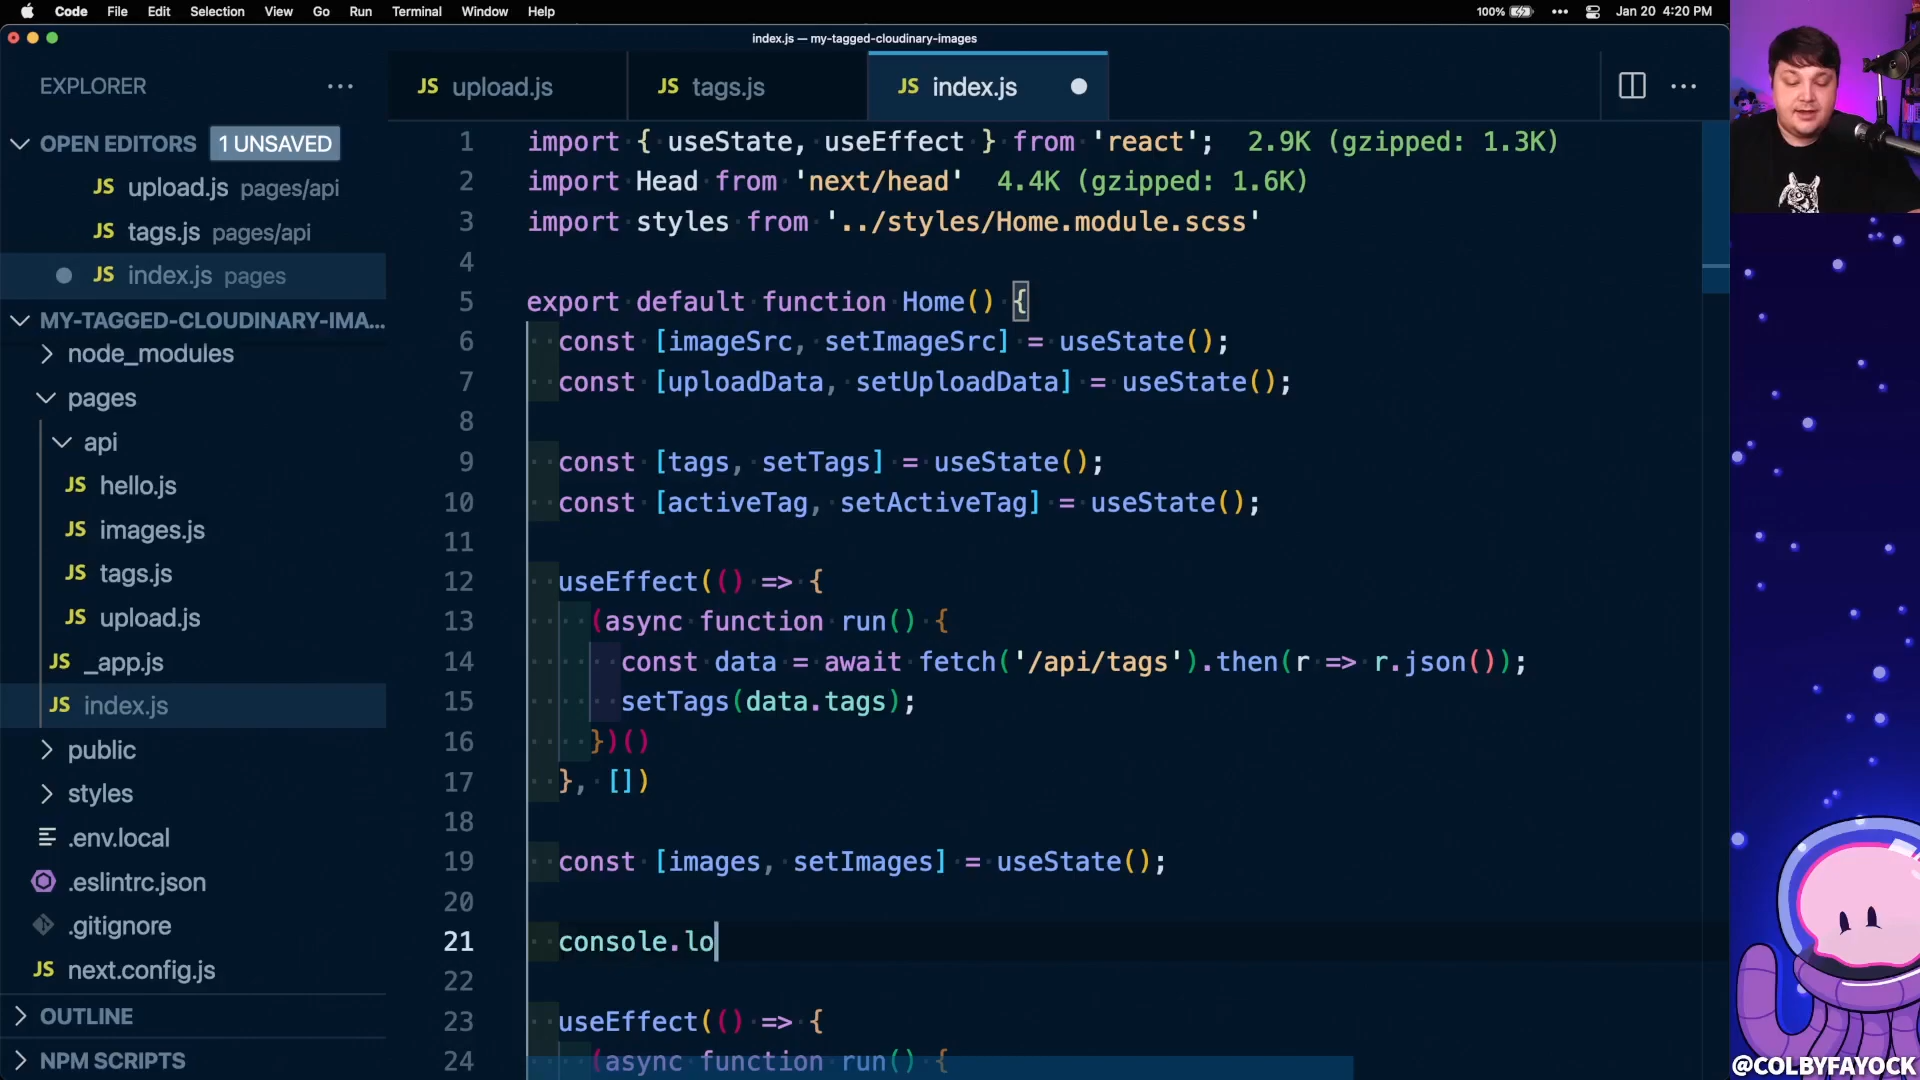 Code File Edit Selection View Go Run Terminal Window Help
100% Jan 20 4:20 PM
index.js — my-tagged-cloudinary-images
EXPLORER
JS upload.js
JS tags.js
JS index.js
OPEN EDITORS 1 UNSAVED
JS upload.js pages/api
JS tags.js pages/api
JS index.js pages
MY-TAGGED-CLOUDINARY-IMA...
node_modules
pages
api
JS hello.js
JS images.js
JS tags.js
JS upload.js
JS _app.js
JS index.js
public
styles
.env.local
.eslintrc.json
.gitignore
JS next.config.js
OUTLINE
NPM SCRIPTS
1 import { useState, useEffect } from 'react'; 2.9K (gzipped: 1.3K)
2 import Head from 'next/head' 4.4K (gzipped: 1.6K)
3 import styles from '../styles/Home.module.scss'
4
5 export default function Home() {
6 const [imageSrc, setImageSrc] = useState();
7 const [uploadData, setUploadData] = useState();
8
9 const [tags, setTags] = useState();
10 const [activeTag, setActiveTag] = useState();
11
12 useEffect(() => {
13 (async function run() {
14 const data = await fetch('/api/tags').then(r => r.json());
15 setTags(data.tags);
16 })()
17 }, [])
18
19 const [images, setImages] = useState();
20
21 console.lo
22
23 useEffect(() => {
24 (async function run() {
@COLBYFAYOCK